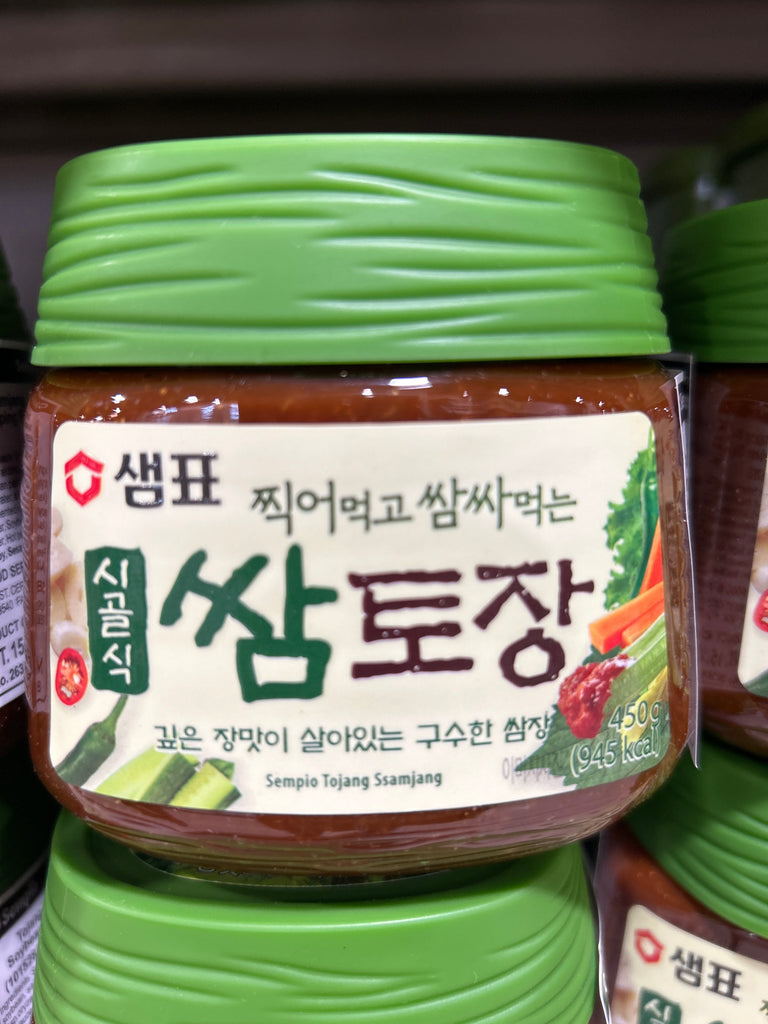 샘표
찍어먹고 쌈싸먹는
시골식
쌈토장
깊은 장맛이 살아있는 구수한 쌈장
450g
(945 kcal)
Sempio Tojang Ssamjang
샘표